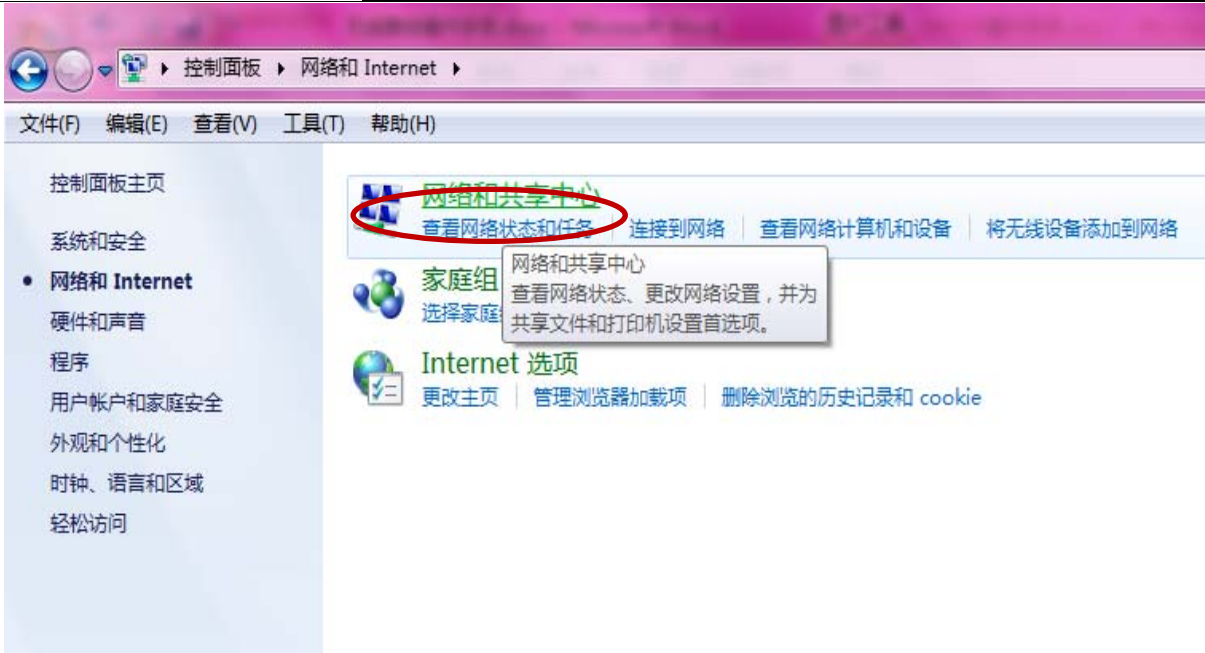 控制面板 ▸ 网络和 Internet ▸
文件(F) 编辑(E) 查看(V) 工具(T) 帮助(H)
控制面板主页
系统和安全
网络和 Internet
硬件和声音
程序
用户帐户和家庭安全
外观和个性化
时钟、语言和区域
轻松访问
网络和共享中心
查看网络状态和任务 连接到网络 查看网络计算机和设备 将无线设备添加到网络
网络和共享中心
查看网络状态、更改网络设置，并为
共享文件和打印机设置首选项。
家庭组
选择家庭
Internet 选项
更改主页 管理浏览器加载项 删除浏览的历史记录和 cookie